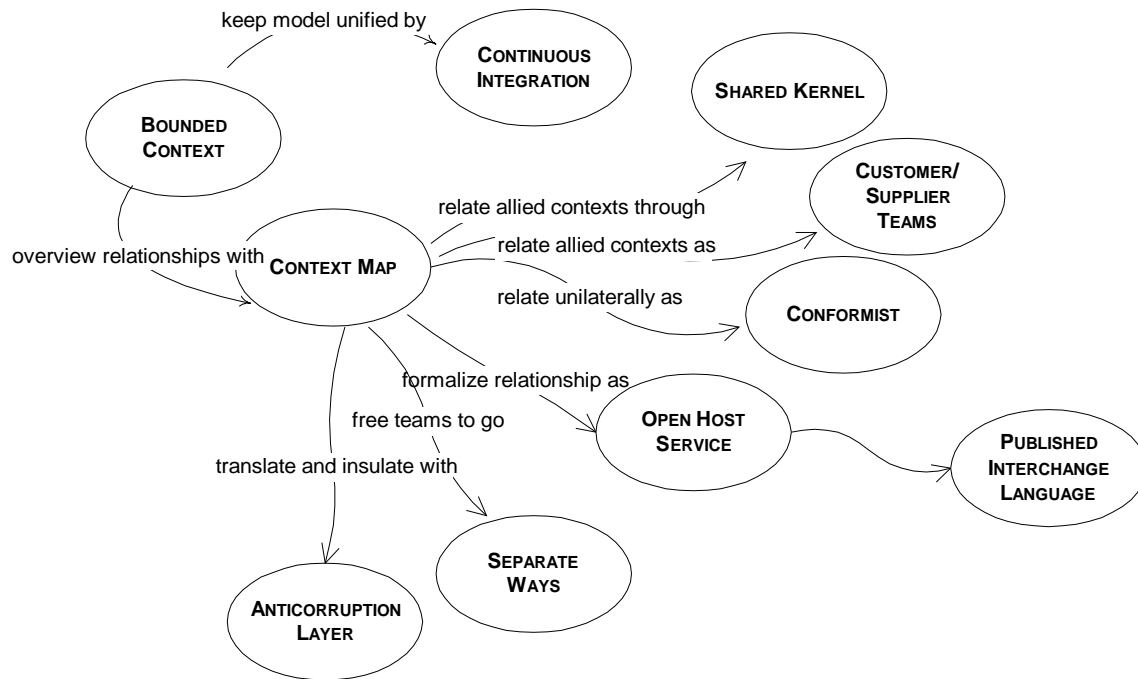 keep model unified by
CONTINUOUS
INTEGRATION
SHARED KERNEL
BOUNDED
CONTEXT
CUSTOMER/
SUPPLIER
TEAMS
relate allied contexts through
relate allied contexts as
overview relationships with
CONTEXT MAP
relate unilaterally as
CONFORMIST
formalize relationship as
free teams to go
OPEN HOST
SERVICE
PUBLISHED
INTERCHANGE
LANGUAGE
translate and insulate with
SEPARATE
WAYS
ANTICORRUPTION
LAYER